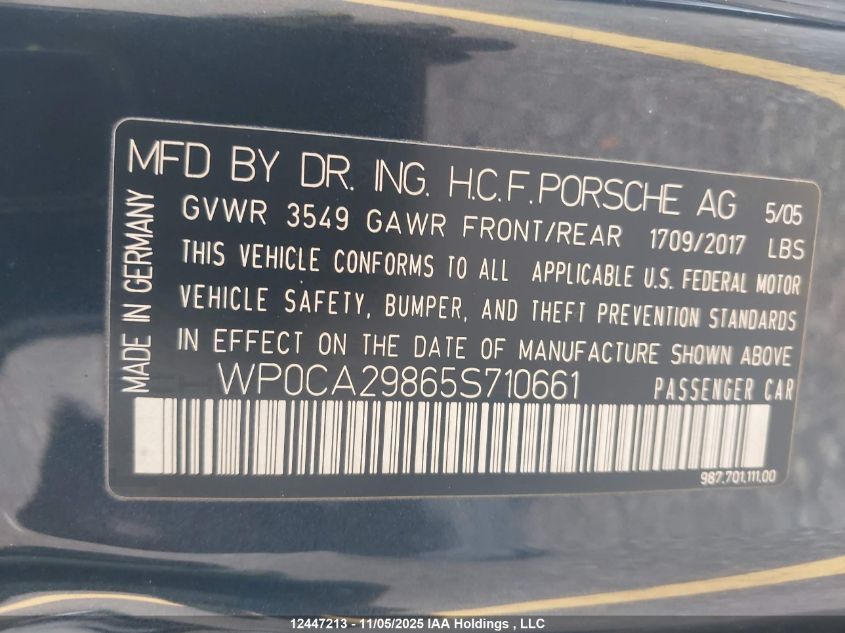 MFD BY DR. ING. H.C.F. PORSCHE AG 5/05
GVWR 3549 GAWR FRONT/REAR 1709/2017 LBS
THIS VEHICLE CONFORMS TO ALL APPLICABLE U.S. FEDERAL MOTOR
VEHICLE SAFETY, BUMPER, AND THEFT PREVENTION STANDARDS
IN EFFECT ON THE DATE OF MANUFACTURE SHOWN ABOVE
WP0CA29865S710661 PASSENGER CAR
MADE IN GERMANY
987.701.111.00
12447213 - 11/05/2025 IAA Holdings , LLC